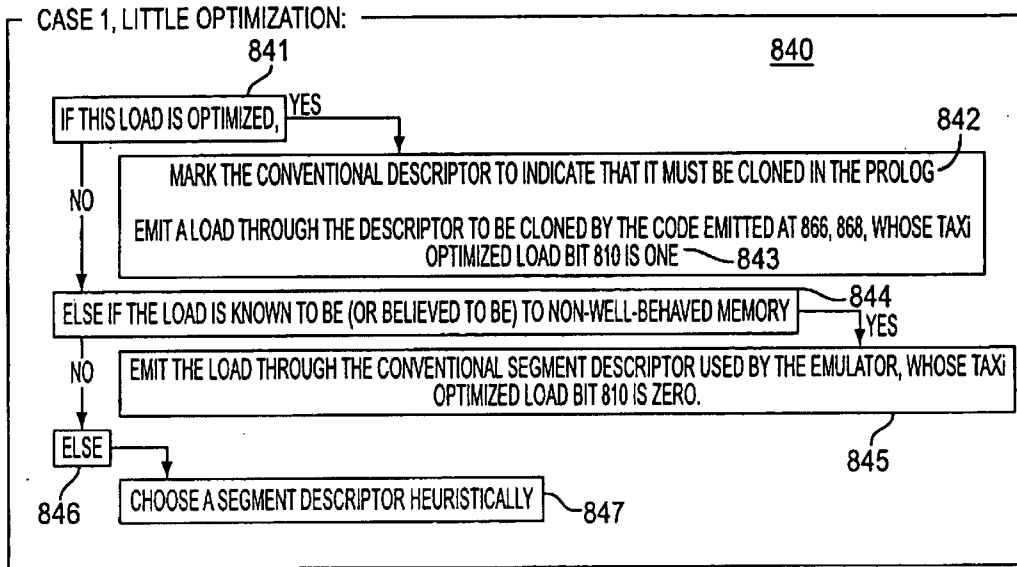 CASE 1, LITTLE OPTIMIZATION:
840
841
IF THIS LOAD IS OPTIMIZED,
YES
842
MARK THE CONVENTIONAL DESCRIPTOR TO INDICATE THAT IT MUST BE CLONED IN THE PROLOG
NO
EMIT A LOAD THROUGH THE DESCRIPTOR TO BE CLONED BY THE CODE EMITTED AT 866, 868, WHOSE TAXi
OPTIMIZED LOAD BIT 810 IS ONE
843
844
ELSE IF THE LOAD IS KNOWN TO BE (OR BELIEVED TO BE) TO NON-WELL-BEHAVED MEMORY
YES
NO
EMIT THE LOAD THROUGH THE CONVENTIONAL SEGMENT DESCRIPTOR USED BY THE EMULATOR, WHOSE TAXi
OPTIMIZED LOAD BIT 810 IS ZERO.
ELSE
845
846
CHOOSE A SEGMENT DESCRIPTOR HEURISTICALLY
847